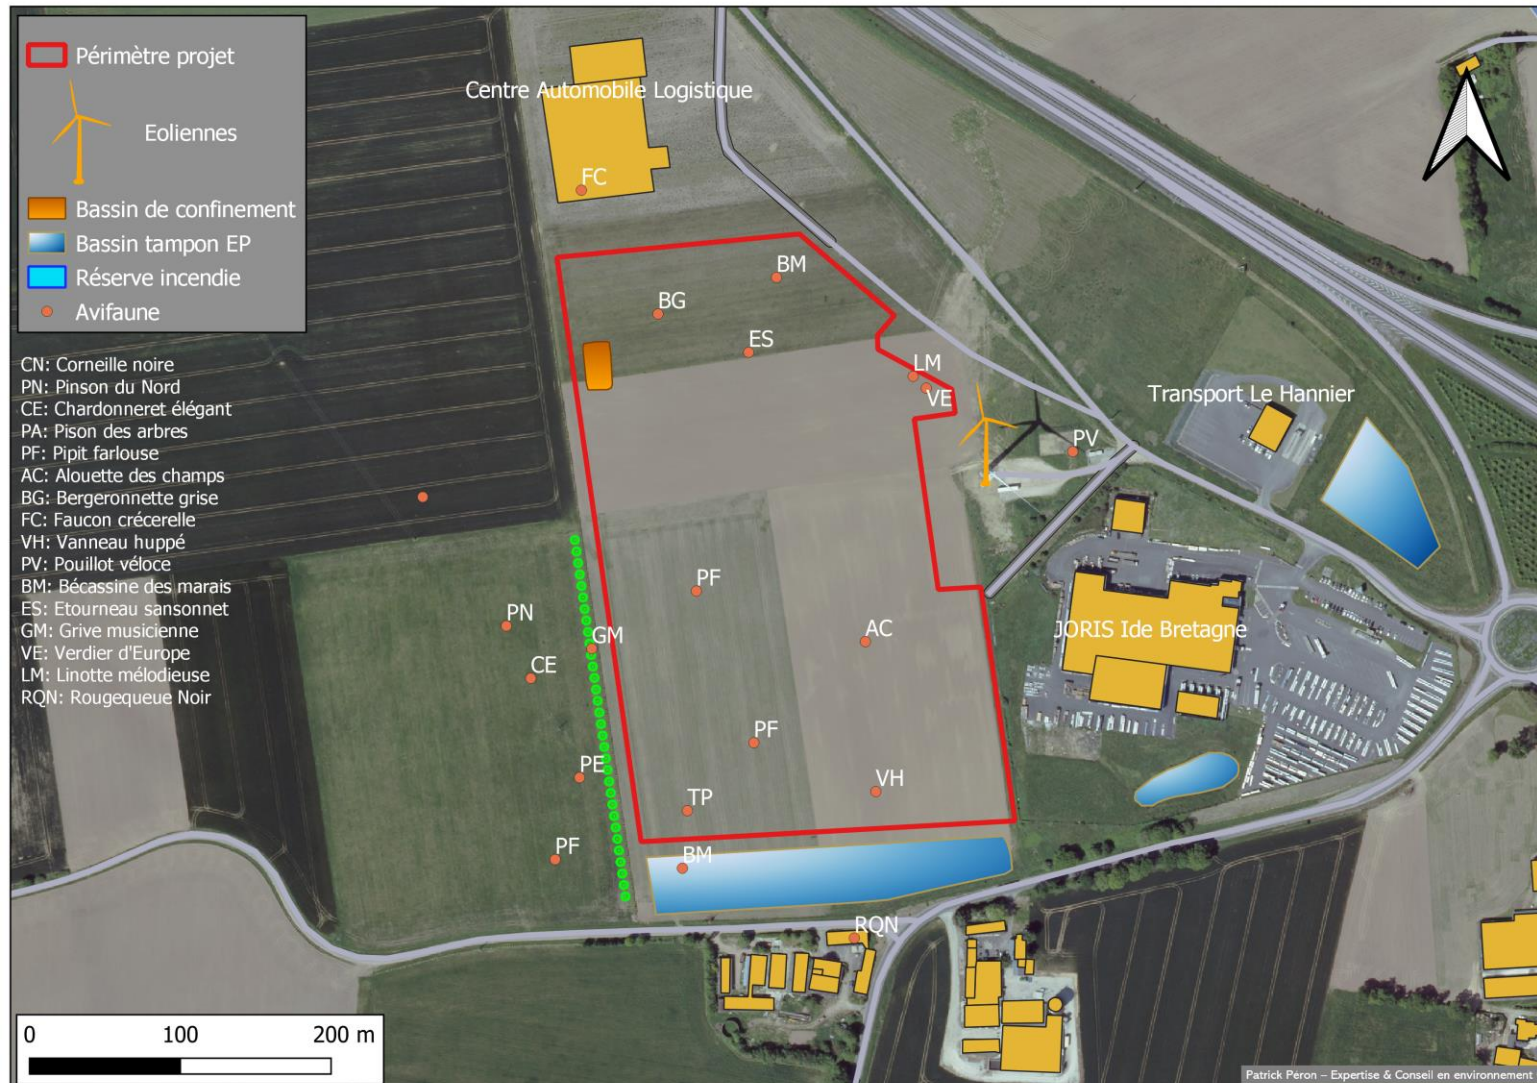 Périmètre projet
Eoliennes
Bassin de confinement
Bassin tampon EP
Réserve incendie
Avifaune
CN: Corneille noire
PN: Pinson du Nord
CE: Chardonneret élégant
PA: Pison des arbres
PF: Pipit farlouse
AC: Alouette des champs
BG: Bergeronnette grise
FC: Faucon crécerelle
VH: Vanneau huppé
PV: Pouillot véloce
BM: Bécassine des marais
ES: Etourneau sansonnet
GM: Grive musicienne
VE: Verdier d'Europe
LM: Linotte mélodieuse
RQN: Rougequeue Noir
Centre Automobile Logistique
FC
BM
BG
ES
LM
VE
Transport Le Hannier
PV
PF
PN
GM
AC
JORIS Ide Bretagne
CE
PF
PE
VH
TP
PF
BM
RQN
0 100 200 m
Patrick Péron – Expertise & Conseil en environnement